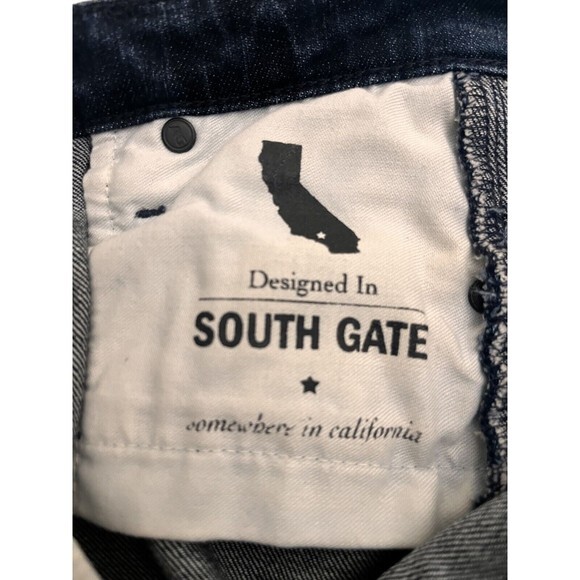 Designed In
SOUTH GATE
somewhere in california